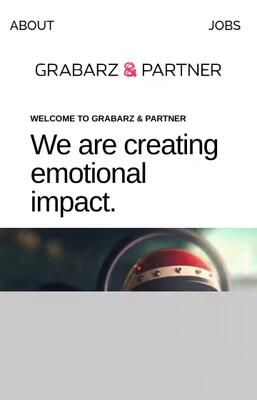 ABOUT JOBS
GRABARZ & PARTNER
WELCOME TO GRABARZ & PARTNER
We are creating
emotional
impact.